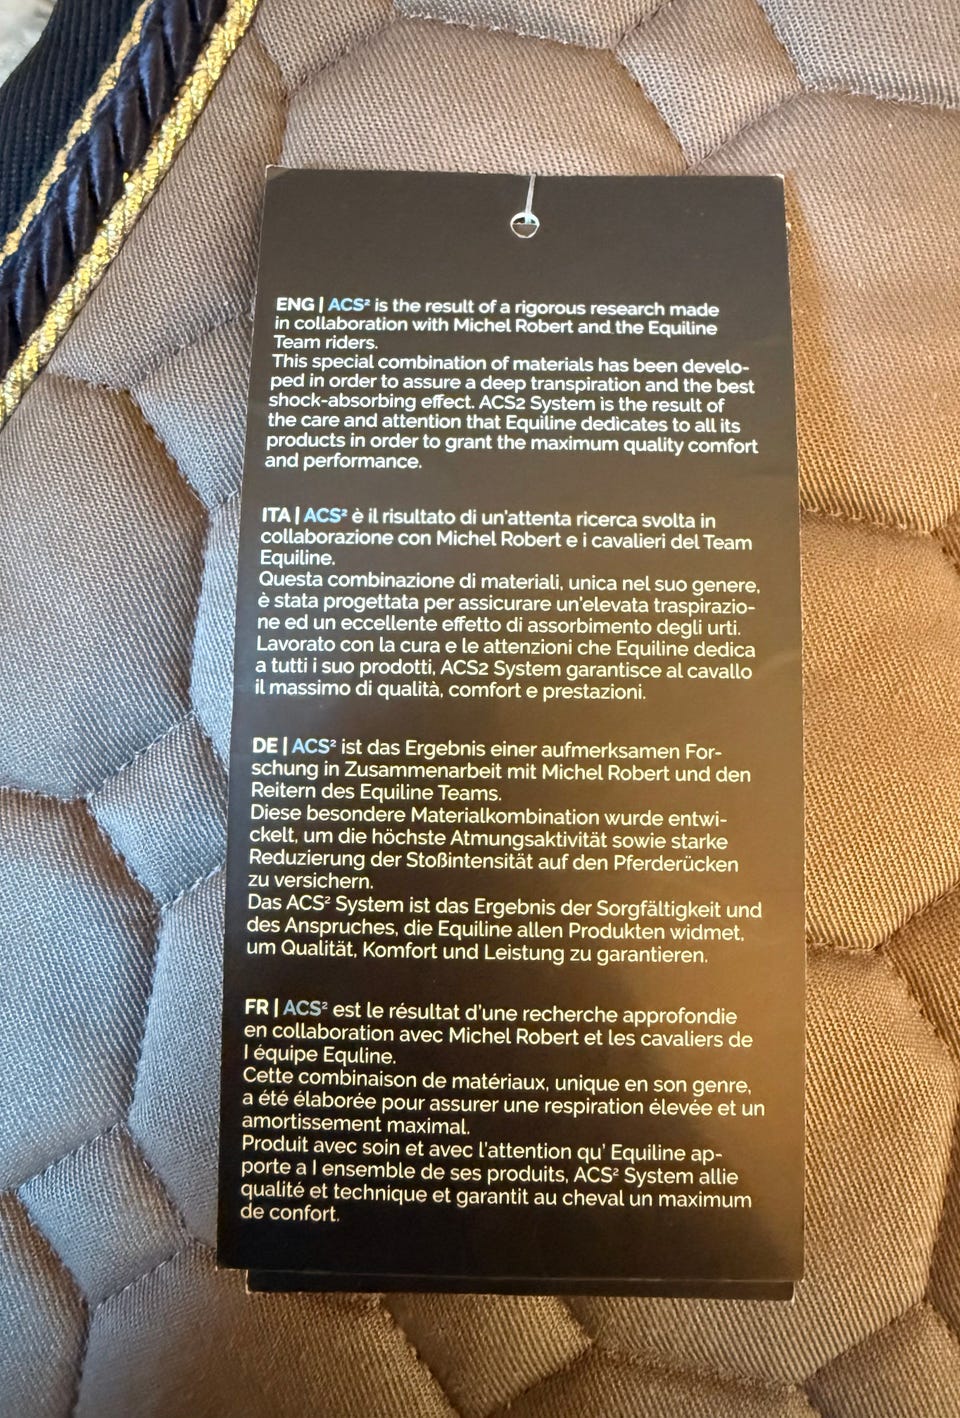 ENG | ACS² is the result of a rigorous research made
in collaboration with Michel Robert and the Equiline
Team riders.
This special combination of materials has been develo-
ped in order to assure a deep transpiration and the best
shock-absorbing effect. ACS2 System is the result of
the care and attention that Equiline dedicates to all its
products in order to grant the maximum quality comfort
and performance.
ITA | ACS² è il risultato di un'attenta ricerca svolta in
collaborazione con Michel Robert e i cavalieri del Team
Equiline.
Questa combinazione di materiali, unica nel suo genere,
è stata progettata per assicurare un'elevata traspirazio-
ne ed un eccellente effetto di assorbimento degli urti.
Lavorato con la cura e le attenzioni che Equiline dedica
a tutti i suo prodotti, ACS2 System garantisce al cavallo
il massimo di qualità, comfort e prestazioni.
DE | ACS² ist das Ergebnis einer aufmerksamen For-
schung in Zusammenarbeit mit Michel Robert und den
Reitern des Equiline Teams.
Diese besondere Materialkombination wurde entwi-
ckelt, um die höchste Atmungsaktivität sowie starke
Reduzierung der Stoßintensität auf den Pferderücken
zu versichern.
Das ACS² System ist das Ergebnis der Sorgfältigkeit und
des Anspruches, die Equiline allen Produkten widmet,
um Qualität, Komfort und Leistung zu garantieren.
FR | ACS² est le résultat d'une recherche approfondie
en collaboration avec Michel Robert et les cavaliers de
l équipe Equline.
Cette combinaison de matériaux, unique en son genre,
a été élaborée pour assurer une respiration élevée et un
amortissement maximal.
Produit avec soin et avec l'attention qu' Equiline ap-
porte a l ensemble de ses produits, ACS² System allie
qualité et technique et garantit au cheval un maximum
de confort.